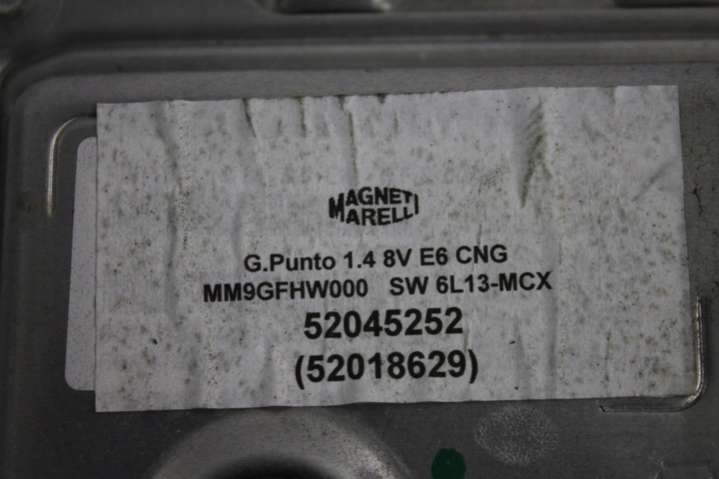 MAGNETI
MARELLI
G.Punto 1.4 8V E6 CNG
MM9GFHW000 SW 6L13-MCX
52045252
(52018629)